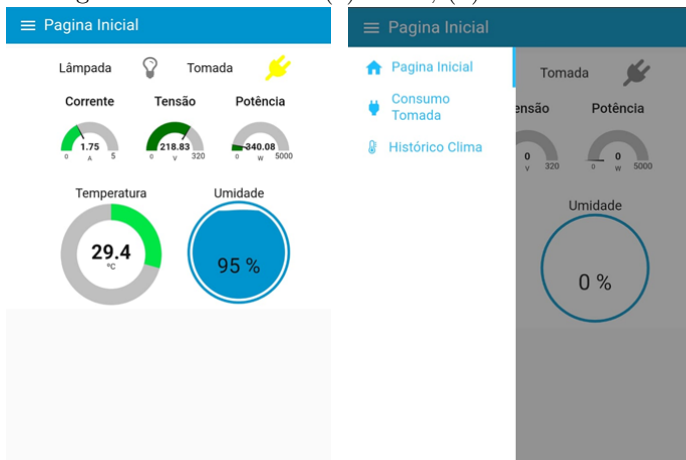 Pagina Inicial
Lâmpada Tomada
Corrente Tensão Potência
1.75 218.83 340.08
0 A 5 0 V 320 0 W 5000
Temperatura Umidade
29.4
°C
95 %
Pagina Inicial
Pagina Inicial
Consumo
Tomada
Histórico Clima
Tomada
ensão Potência
0 0
V 320 0 W 5000
Umidade
0 %